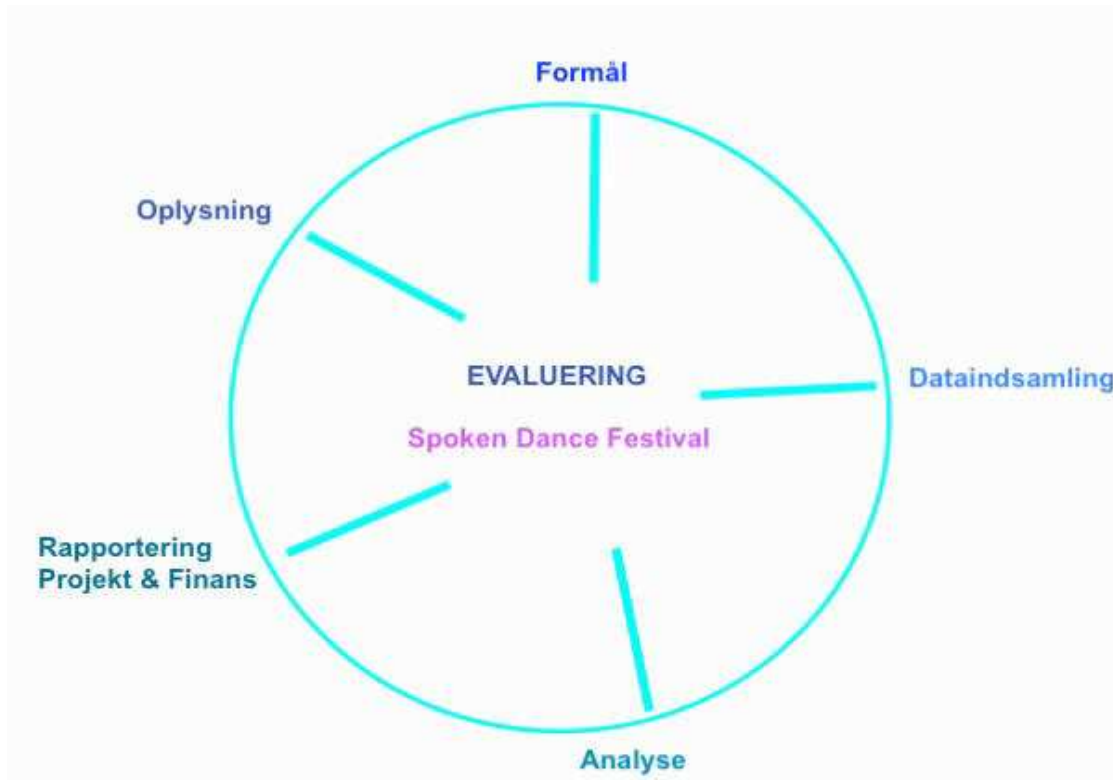 Formål
Oplysning
EVALUERING
Dataindsamling
Spoken Dance Festival
Rapportering
Projekt & Finans
Analyse